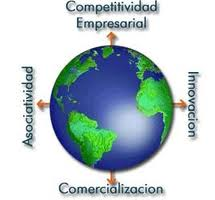 Competitividad
Empresarial
Asociatividad
Innovacion
Comercializacion